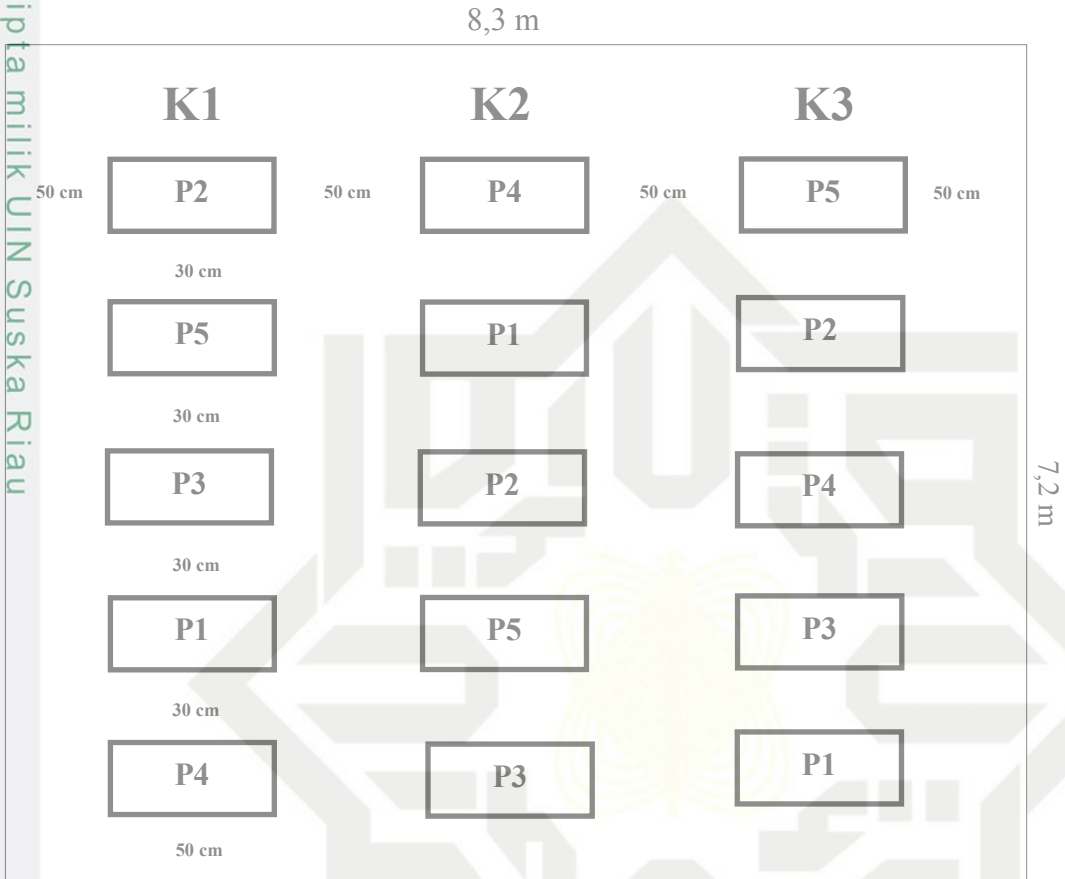 8,3 m
ipta milik UIN Suska Riau
K1 K2 K3
50 cm P2 50 cm P4 50 cm P5 50 cm
30 cm
P5 P1 P2
30 cm
P3 P2 P4
7,2 m
30 cm
P1 P5 P3
30 cm
P4 P3 P1
50 cm